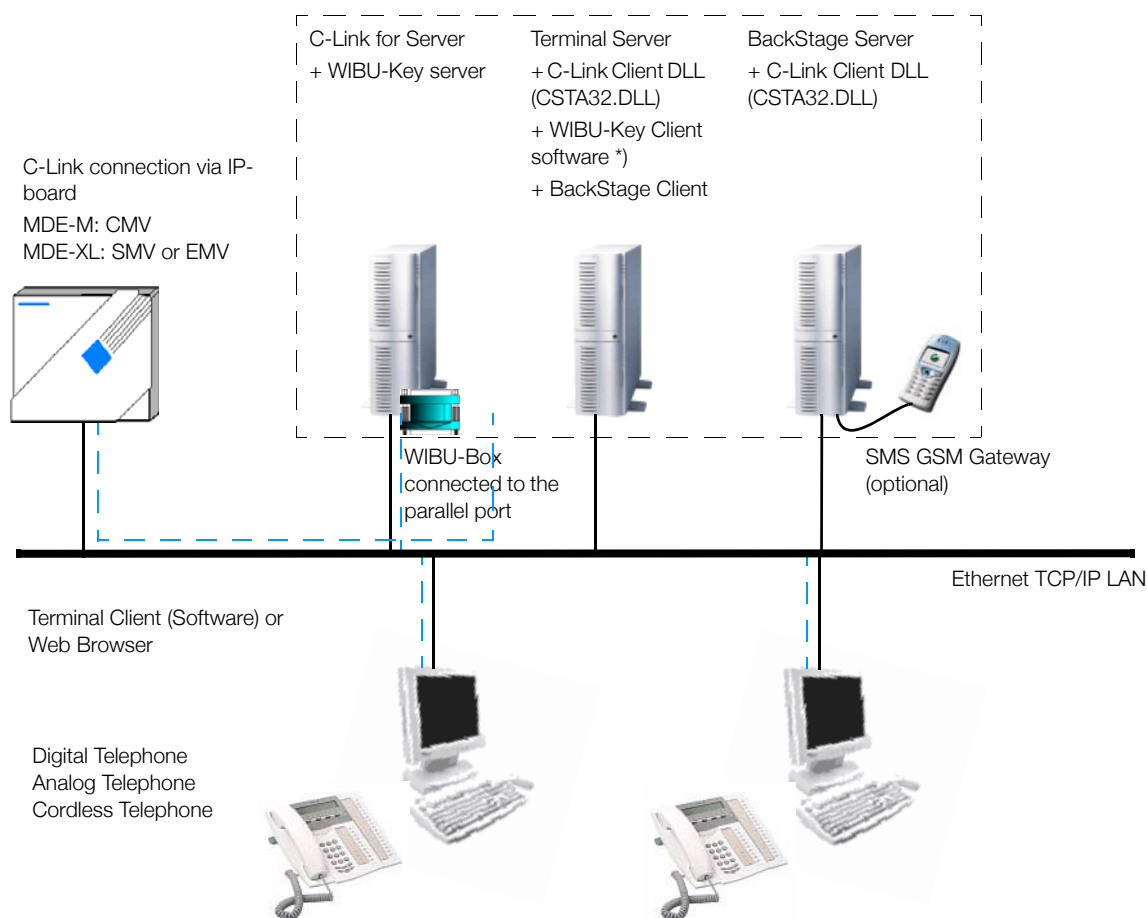 C-Link for Server
+ WIBU-Key server
Terminal Server
+ C-Link Client DLL
(CSTA32.DLL)
+ WIBU-Key Client
software *)
+ BackStage Client
BackStage Server
+ C-Link Client DLL
(CSTA32.DLL)
C-Link connection via IP-
board
MDE-M: CMV
MDE-XL: SMV or EMV
WIBU-Box
connected to the
parallel port
SMS GSM Gateway
(optional)
Ethernet TCP/IP LAN
Terminal Client (Software) or
Web Browser
Digital Telephone
Analog Telephone
Cordless Telephone